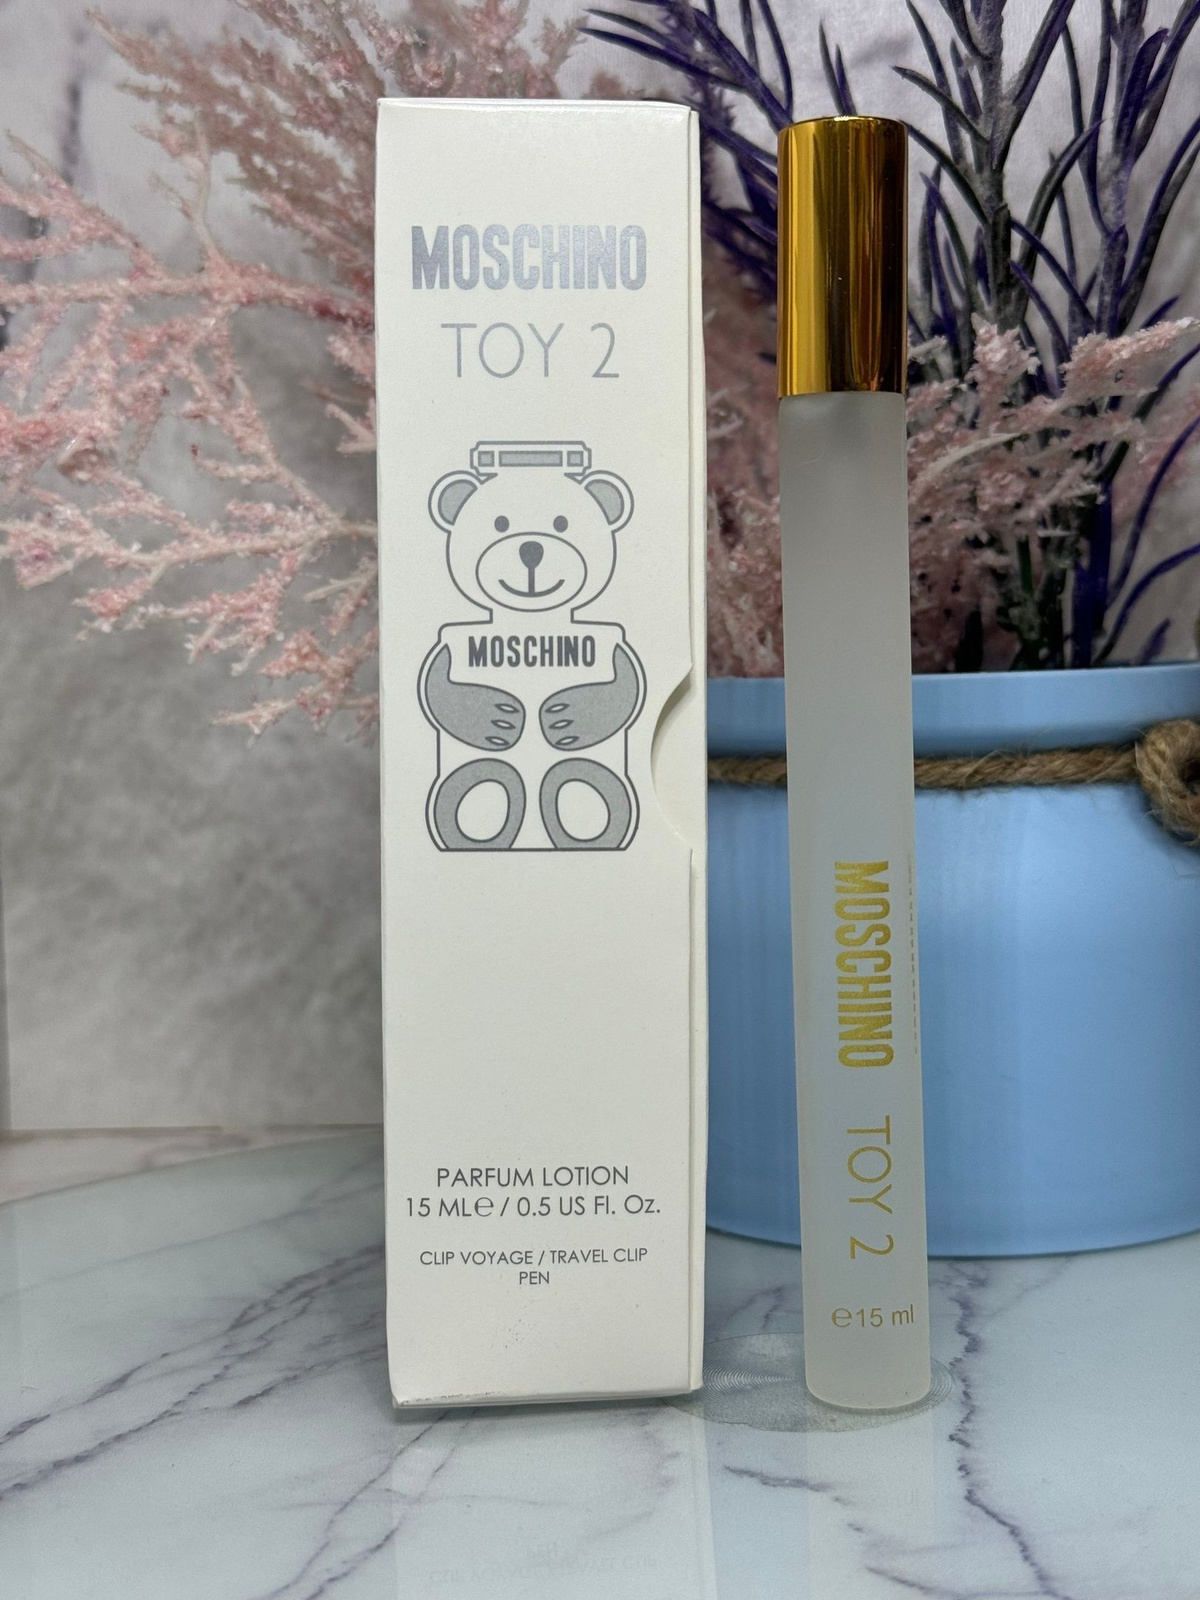 MOSCHINO
TOY 2
MOSCHINO
PARFUM LOTION
15 ML℮ / 0.5 US Fl. Oz.
CLIP VOYAGE / TRAVEL CLIP
PEN
MOSCHINO TOY 2
℮15 ml